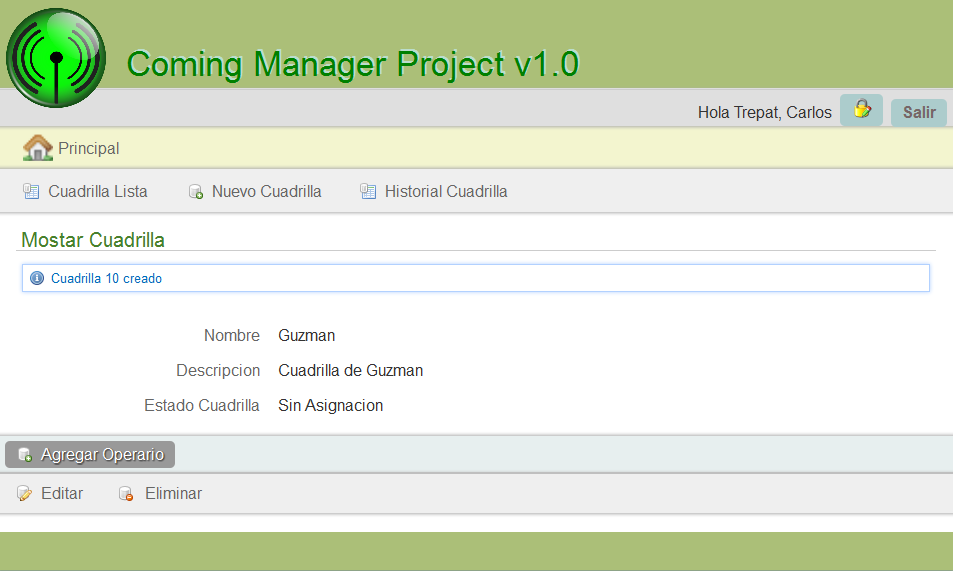 Coming Manager Project v1.0
Hola Trepat, Carlos Salir
Principal
Cuadrilla Lista Nuevo Cuadrilla Historial Cuadrilla
Mostar Cuadrilla
Cuadrilla 10 creado
Nombre Guzman
Descripcion Cuadrilla de Guzman
Estado Cuadrilla Sin Asignacion
Agregar Operario
Editar Eliminar